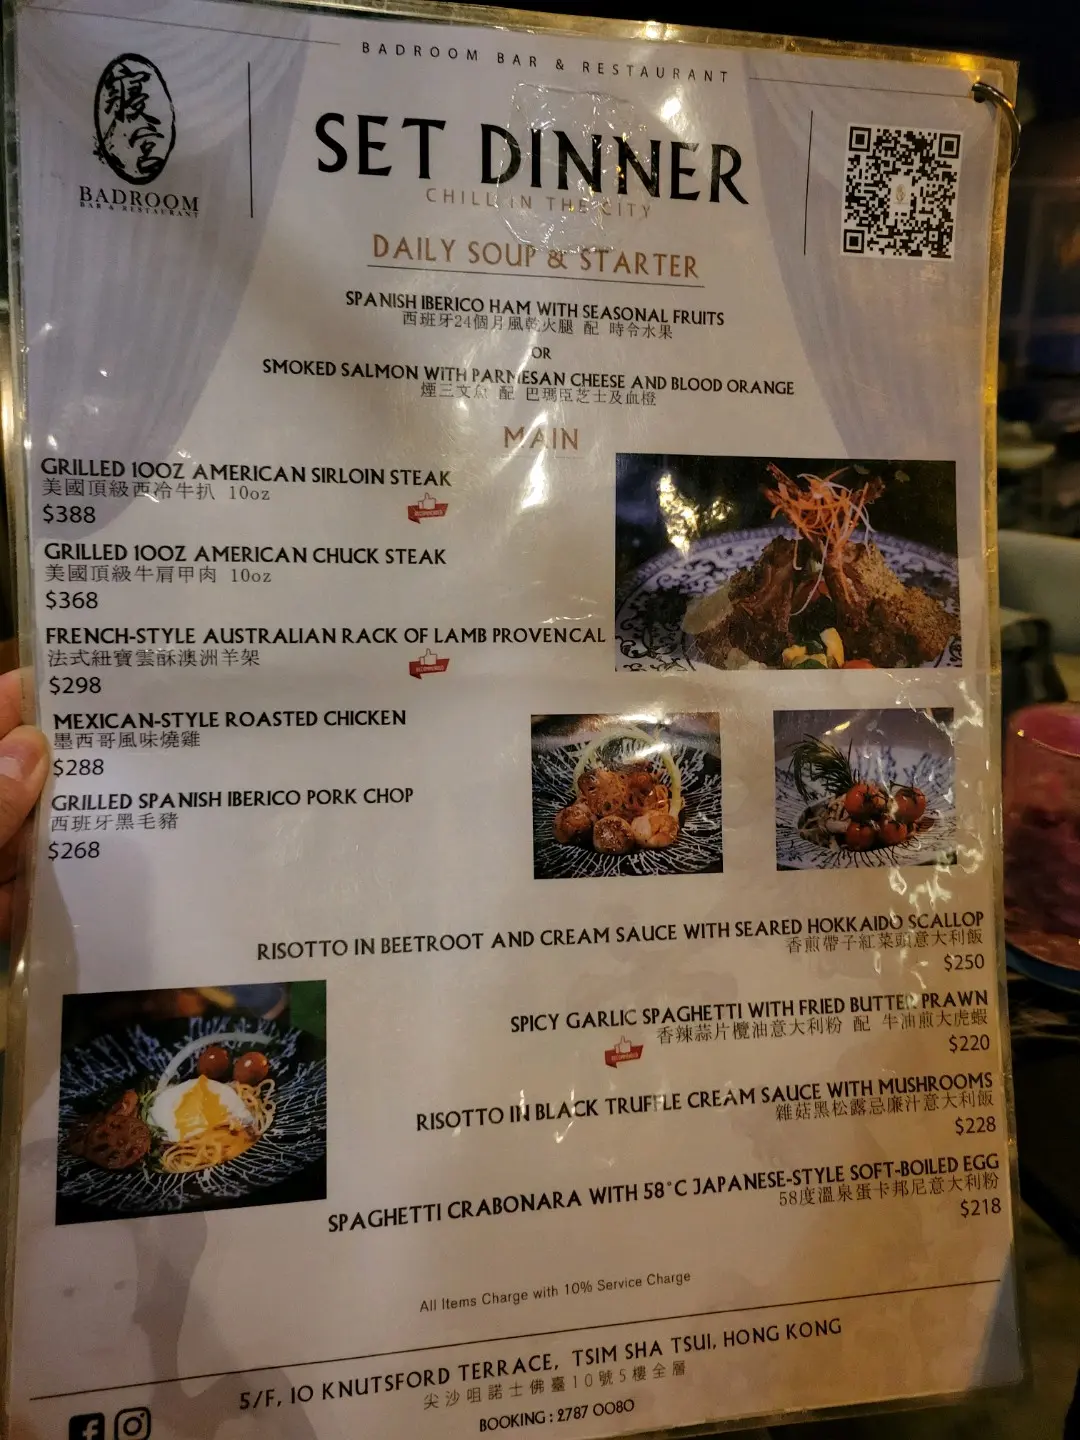 BADROOM BAR & RESTAURANT
寢宮
BADROOM
BAR & RESTAURANT
SET DINNER
CHILL IN THE CITY
DAILY SOUP & STARTER
SPANISH IBERICO HAM WITH SEASONAL FRUITS
西班牙24個月風乾火腿 配 時令水果
OR
SMOKED SALMON WITH PARMESAN CHEESE AND BLOOD ORANGE
煙三文魚 配 巴瑪臣芝士及血橙
MAIN
GRILLED 10OZ AMERICAN SIRLOIN STEAK
美國頂級西冷牛扒 10oz
$388
RECOMMENDED
GRILLED 10OZ AMERICAN CHUCK STEAK
美國頂級牛肩甲肉 10oz
$368
FRENCH-STYLE AUSTRALIAN RACK OF LAMB PROVENCAL
法式紐寶雲酥澳洲羊架
$298
RECOMMENDED
MEXICAN-STYLE ROASTED CHICKEN
墨西哥風味燒雞
$288
GRILLED SPANISH IBERICO PORK CHOP
西班牙黑毛豬
$268
RISOTTO IN BEETROOT AND CREAM SAUCE WITH SEARED HOKKAIDO SCALLOP
香煎帶子紅菜頭意大利飯
$250
SPICY GARLIC SPAGHETTI WITH FRIED BUTTER PRAWN
香辣蒜片欖油意大利粉 配 牛油煎大虎蝦
$220
RECOMMENDED
RISOTTO IN BLACK TRUFFLE CREAM SAUCE WITH MUSHROOMS
雜菇黑松露忌廉汁意大利飯
$228
SPAGHETTI CRABONARA WITH 58°C JAPANESE-STYLE SOFT-BOILED EGG
58度溫泉蛋卡邦尼意大利粉
$218
All Items Charge with 10% Service Charge
5/F, 10 KNUTSFORD TERRACE, TSIM SHA TSUI, HONG KONG
尖沙咀諾士佛臺10號5樓全層
BOOKING : 2787 0080